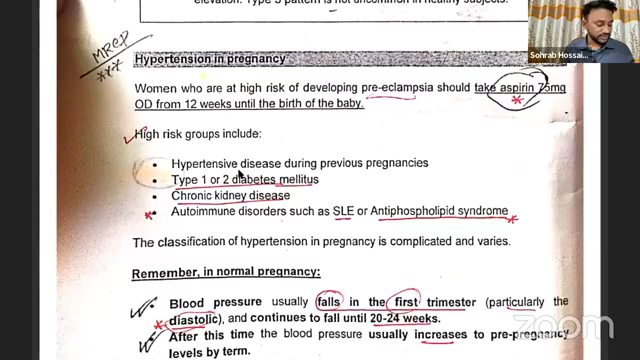 elevation. Type 3 pattern is not uncommon in healthy subjects.
Sohrab Hossai...
MRCP
***
Hypertension in pregnancy
Women who are at high risk of developing pre-eclampsia should take aspirin 75mg
OD from 12 weeks until the birth of the baby.
High risk groups include:
• Hypertensive disease during previous pregnancies
• Type 1 or 2 diabetes mellitus
• Chronic kidney disease
• Autoimmune disorders such as SLE or Antiphospholipid syndrome
The classification of hypertension in pregnancy is complicated and varies.
Remember, in normal pregnancy:
Blood pressure usually falls in the first trimester (particularly the
diastolic), and continues to fall until 20-24 weeks.
After this time the blood pressure usually increases to pre-pregnancy
levels by term.
zoom